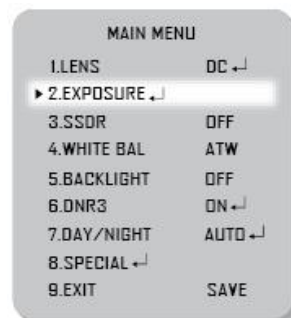 MAIN MENU
1.LENS DC ↵
▶ 2.EXPOSURE ↵
3.SSDR OFF
4.WHITE BAL ATW
5.BACKLIGHT OFF
6.DNR3 ON ↵
7.DAY/NIGHT AUTO ↵
8.SPECIAL ↵
9.EXIT SAVE